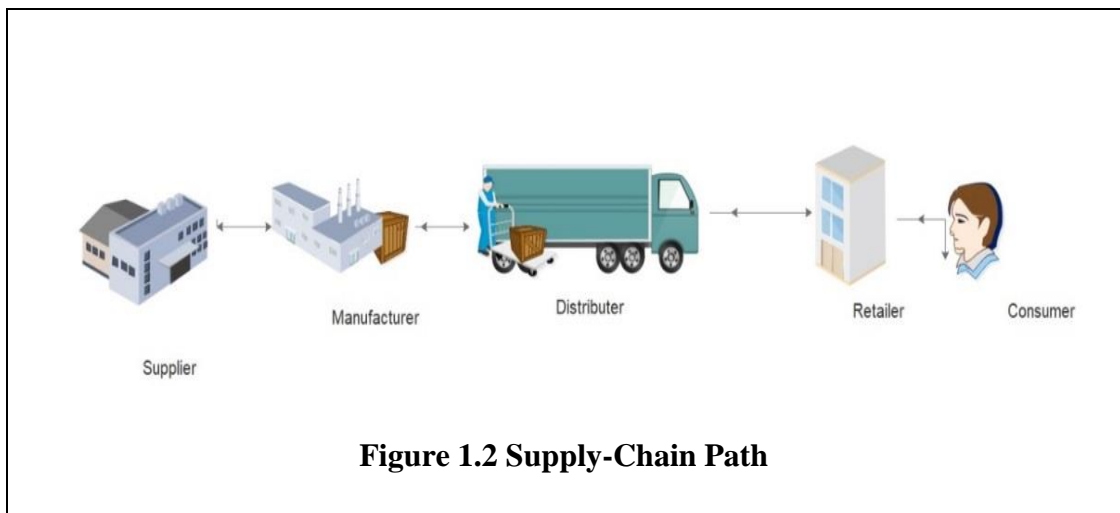 Supplier
Manufacturer
Distributer
Retailer
Consumer
Figure 1.2 Supply-Chain Path